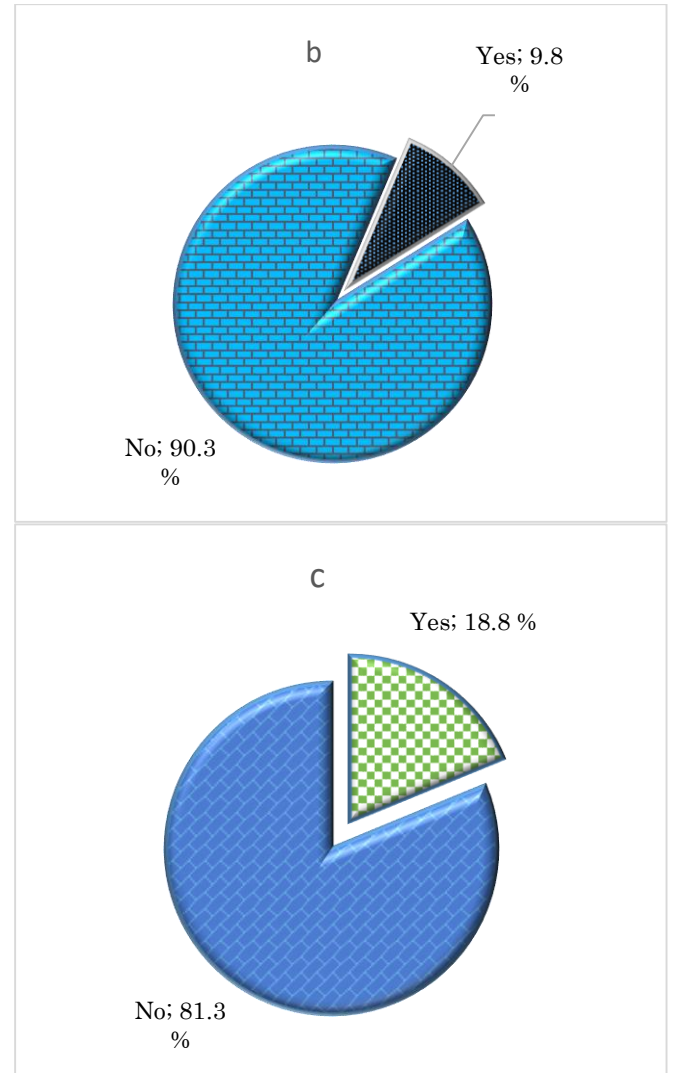 b
Yes; 9.8
%
No; 90.3
%
c
Yes; 18.8 %
No; 81.3
%